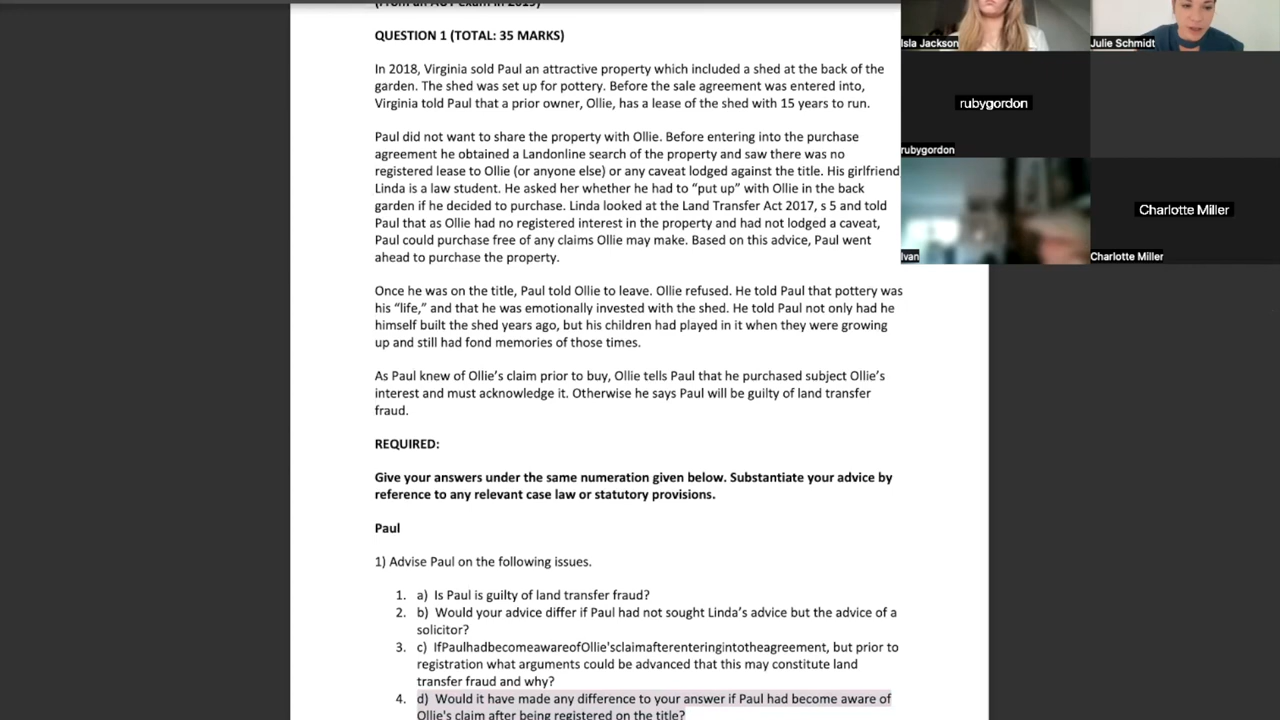 (From an ACT Exam in 2019)
QUESTION 1 (TOTAL: 35 MARKS)
In 2018, Virginia sold Paul an attractive property which included a shed at the back of the
garden. The shed was set up for pottery. Before the sale agreement was entered into,
Virginia told Paul that a prior owner, Ollie, has a lease of the shed with 15 years to run.
Paul did not want to share the property with Ollie. Before entering into the purchase
agreement he obtained a Landonline search of the property and saw there was no
registered lease to Ollie (or anyone else) or any caveat lodged against the title. His girlfriend
Linda is a law student. He asked her whether he had to “put up” with Ollie in the back
garden if he decided to purchase. Linda looked at the Land Transfer Act 2017, s 5 and told
Paul that as Ollie had no registered interest in the property and had not lodged a caveat,
Paul could purchase free of any claims Ollie may make. Based on this advice, Paul went
ahead to purchase the property.
Once he was on the title, Paul told Ollie to leave. Ollie refused. He told Paul that pottery was
his “life,” and that he was emotionally invested with the shed. He told Paul not only had he
himself built the shed years ago, but his children had played in it when they were growing
up and still had fond memories of those times.
As Paul knew of Ollie’s claim prior to buy, Ollie tells Paul that he purchased subject Ollie’s
interest and must acknowledge it. Otherwise he says Paul will be guilty of land transfer
fraud.
REQUIRED:
Give your answers under the same numeration given below. Substantiate your advice by
reference to any relevant case law or statutory provisions.
Paul
1) Advise Paul on the following issues.
1. a) Is Paul is guilty of land transfer fraud?
2. b) Would your advice differ if Paul had not sought Linda’s advice but the advice of a
solicitor?
3. c) IfPaulhadbecomeawareofOllie'sclaimafterenteringintotheagreement, but prior to
registration what arguments could be advanced that this may constitute land
transfer fraud and why?
4. d) Would it have made any difference to your answer if Paul had become aware of
Ollie's claim after being registered on the title?
Isla Jackson
Julie Schmidt
rubygordon
rubygordon
Charlotte Miller
Ivan
Charlotte Miller